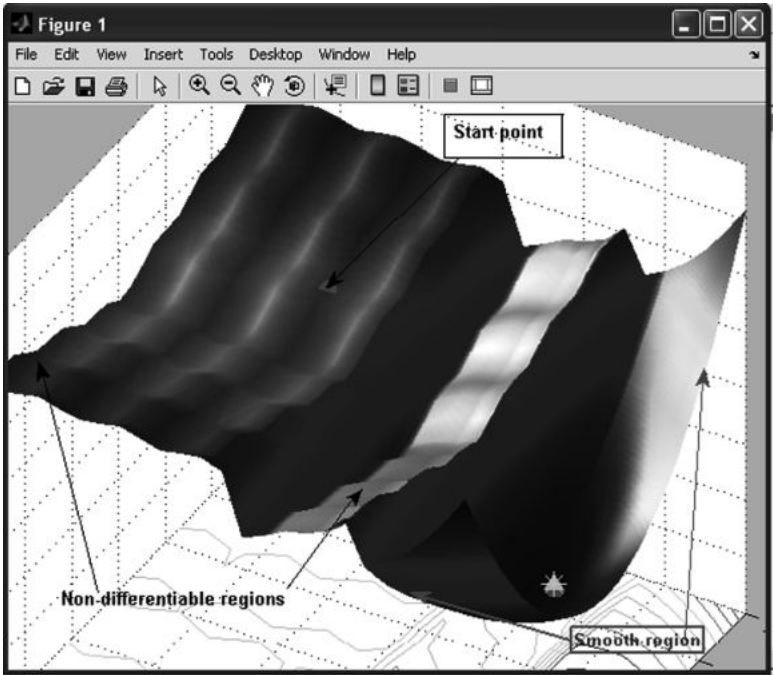 Figure 1
File Edit View Insert Tools Desktop Window Help
Start point
Non-differentiable regions
Smooth region